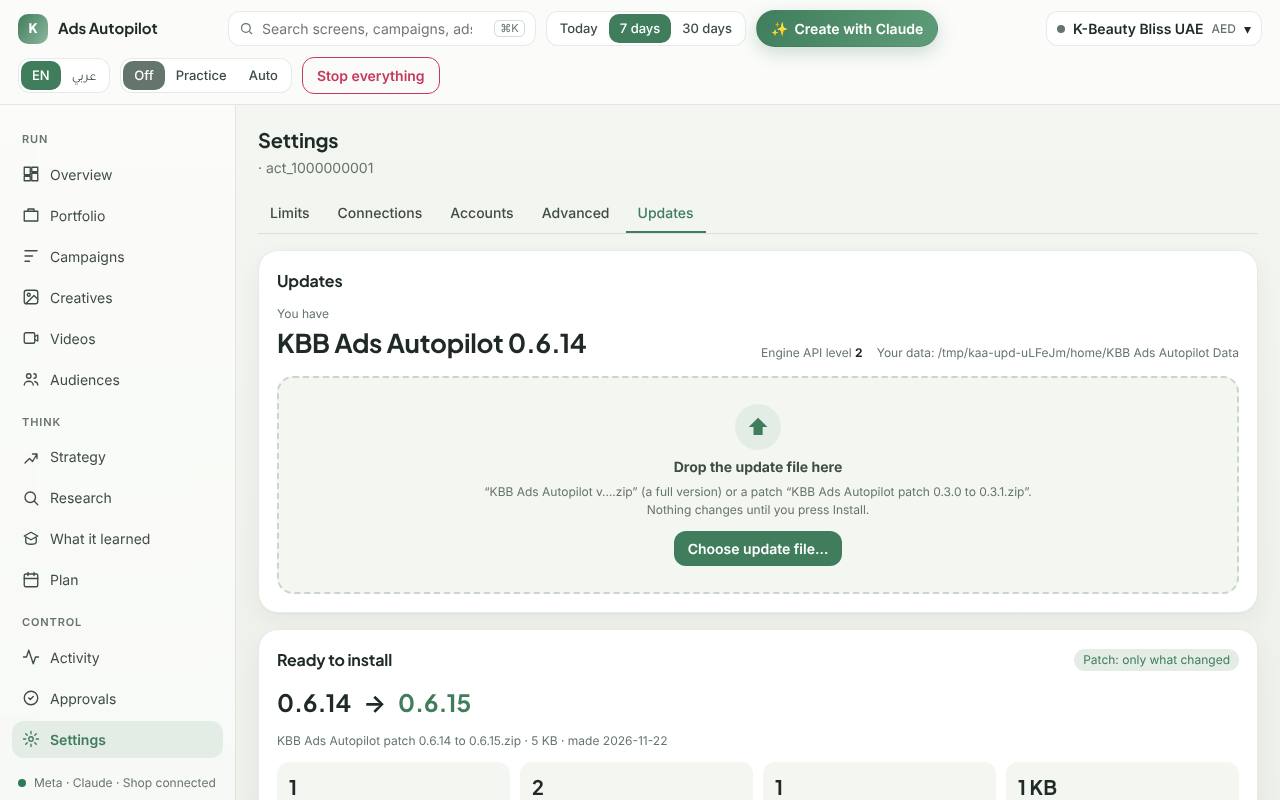 K Ads Autopilot
Search screens, campaigns, ads ⌘K
Today 7 days 30 days
✨ Create with Claude
K-Beauty Bliss UAE AED ▾
EN عربي
Off Practice Auto
Stop everything
RUN
Overview
Portfolio
Campaigns
Creatives
Videos
Audiences
THINK
Strategy
Research
What it learned
Plan
CONTROL
Activity
Approvals
Settings
Meta · Claude · Shop connected
Settings
· act_1000000001
Limits Connections Accounts Advanced Updates
Updates
You have
KBB Ads Autopilot 0.6.14
Engine API level 2 Your data: /tmp/kaa-upd-uLFeJm/home/KBB Ads Autopilot Data
Drop the update file here
“KBB Ads Autopilot v….zip” (a full version) or a patch “KBB Ads Autopilot patch 0.3.0 to 0.3.1.zip”.
Nothing changes until you press Install.
Choose update file…
Ready to install Patch: only what changed
0.6.14 → 0.6.15
KBB Ads Autopilot patch 0.6.14 to 0.6.15.zip · 5 KB · made 2026-11-22
1 2 1 1 KB